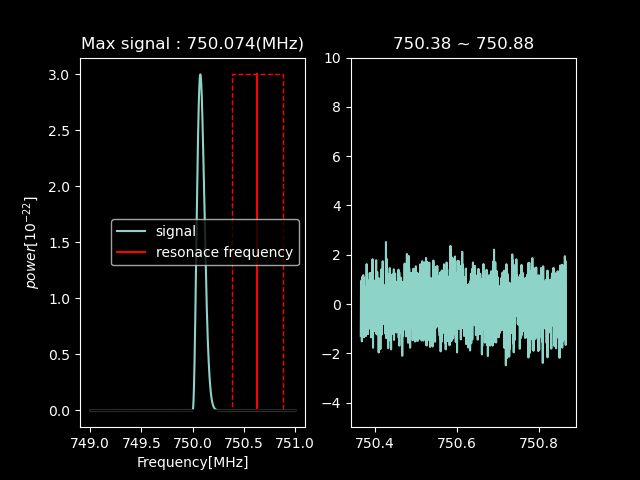 Max signal : 750.074(MHz)
3.0
2.5
2.0
1.5
1.0
0.5
0.0
power[10⁻²²]
signal
resonace frequency
749.0 749.5 750.0 750.5 751.0
Frequency[MHz]
750.38 ~ 750.88
10
8
6
4
2
0
−2
−4
750.4 750.6 750.8